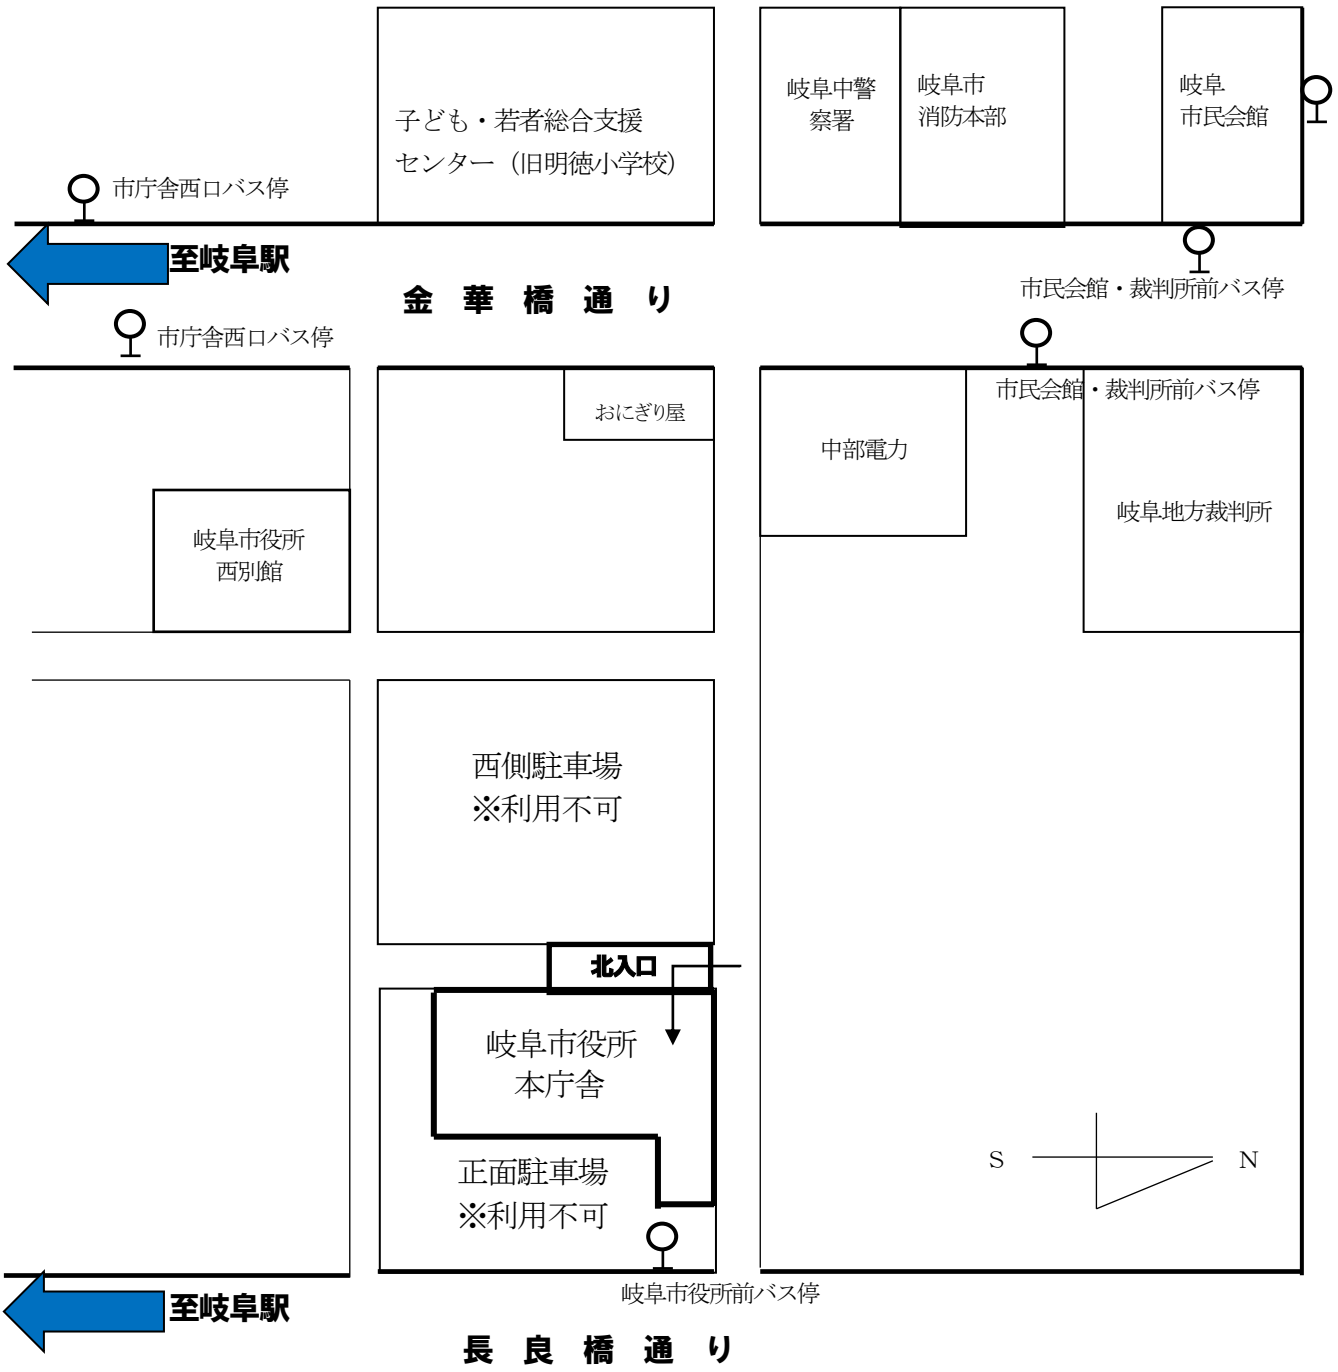 岐阜中警
察署
岐阜市
消防本部
岐阜
市民会館
子ども・若者総合支援
センター（旧明徳小学校）
市庁舎西口バス停
至岐阜駅
金華橋通り
市民会館・裁判所前バス停
市庁舎西口バス停
市民会館・裁判所前バス停
おにぎり屋
中部電力
岐阜地方裁判所
岐阜市役所
西別館
西側駐車場
※利用不可
北入口
岐阜市役所
本庁舎
正面駐車場
※利用不可
S
N
岐阜市役所前バス停
至岐阜駅
長良橋通り